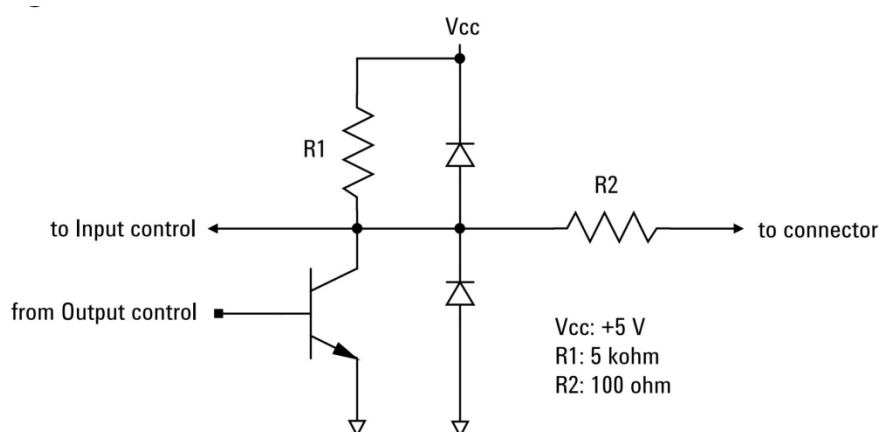 Vcc
R1
R2
to Input control
to connector
from Output control
Vcc: +5 V
R1: 5 kohm
R2: 100 ohm